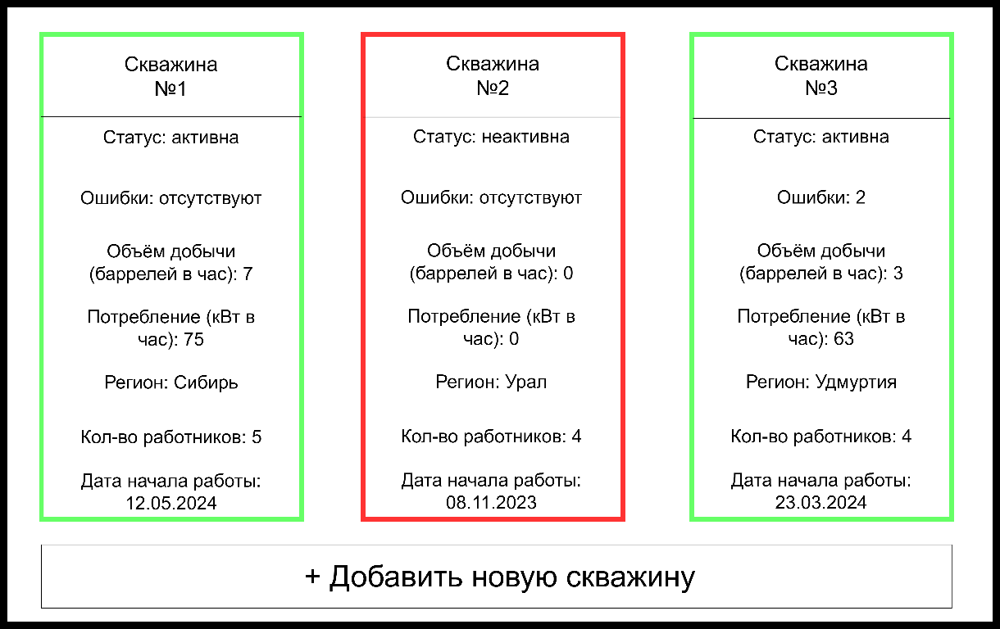 Скважина
№1
Статус: активна
Ошибки: отсутствуют
Объём добычи
(баррелей в час): 7
Потребление (кВт в
час): 75
Регион: Сибирь
Кол-во работников: 5
Дата начала работы:
12.05.2024
Скважина
№2
Статус: неактивна
Ошибки: отсутствуют
Объём добычи
(баррелей в час): 0
Потребление (кВт в
час): 0
Регион: Урал
Кол-во работников: 4
Дата начала работы:
08.11.2023
Скважина
№3
Статус: активна
Ошибки: 2
Объём добычи
(баррелей в час): 3
Потребление (кВт в
час): 63
Регион: Удмуртия
Кол-во работников: 4
Дата начала работы:
23.03.2024
+ Добавить новую скважину